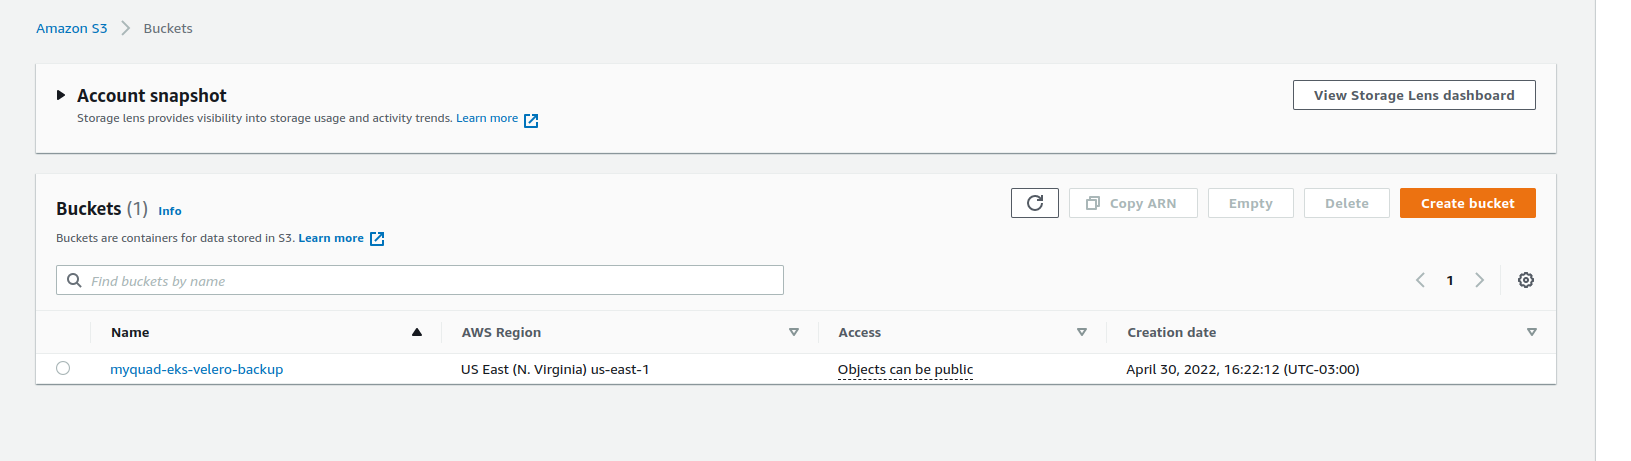 Amazon S3 > Buckets
Account snapshot
View Storage Lens dashboard
Storage lens provides visibility into storage usage and activity trends. Learn more
Buckets (1) Info
Copy ARN Empty Delete Create bucket
Buckets are containers for data stored in S3. Learn more
Find buckets by name
1
Name AWS Region Access Creation date
myquad-eks-velero-backup US East (N. Virginia) us-east-1 Objects can be public April 30, 2022, 16:22:12 (UTC-03:00)